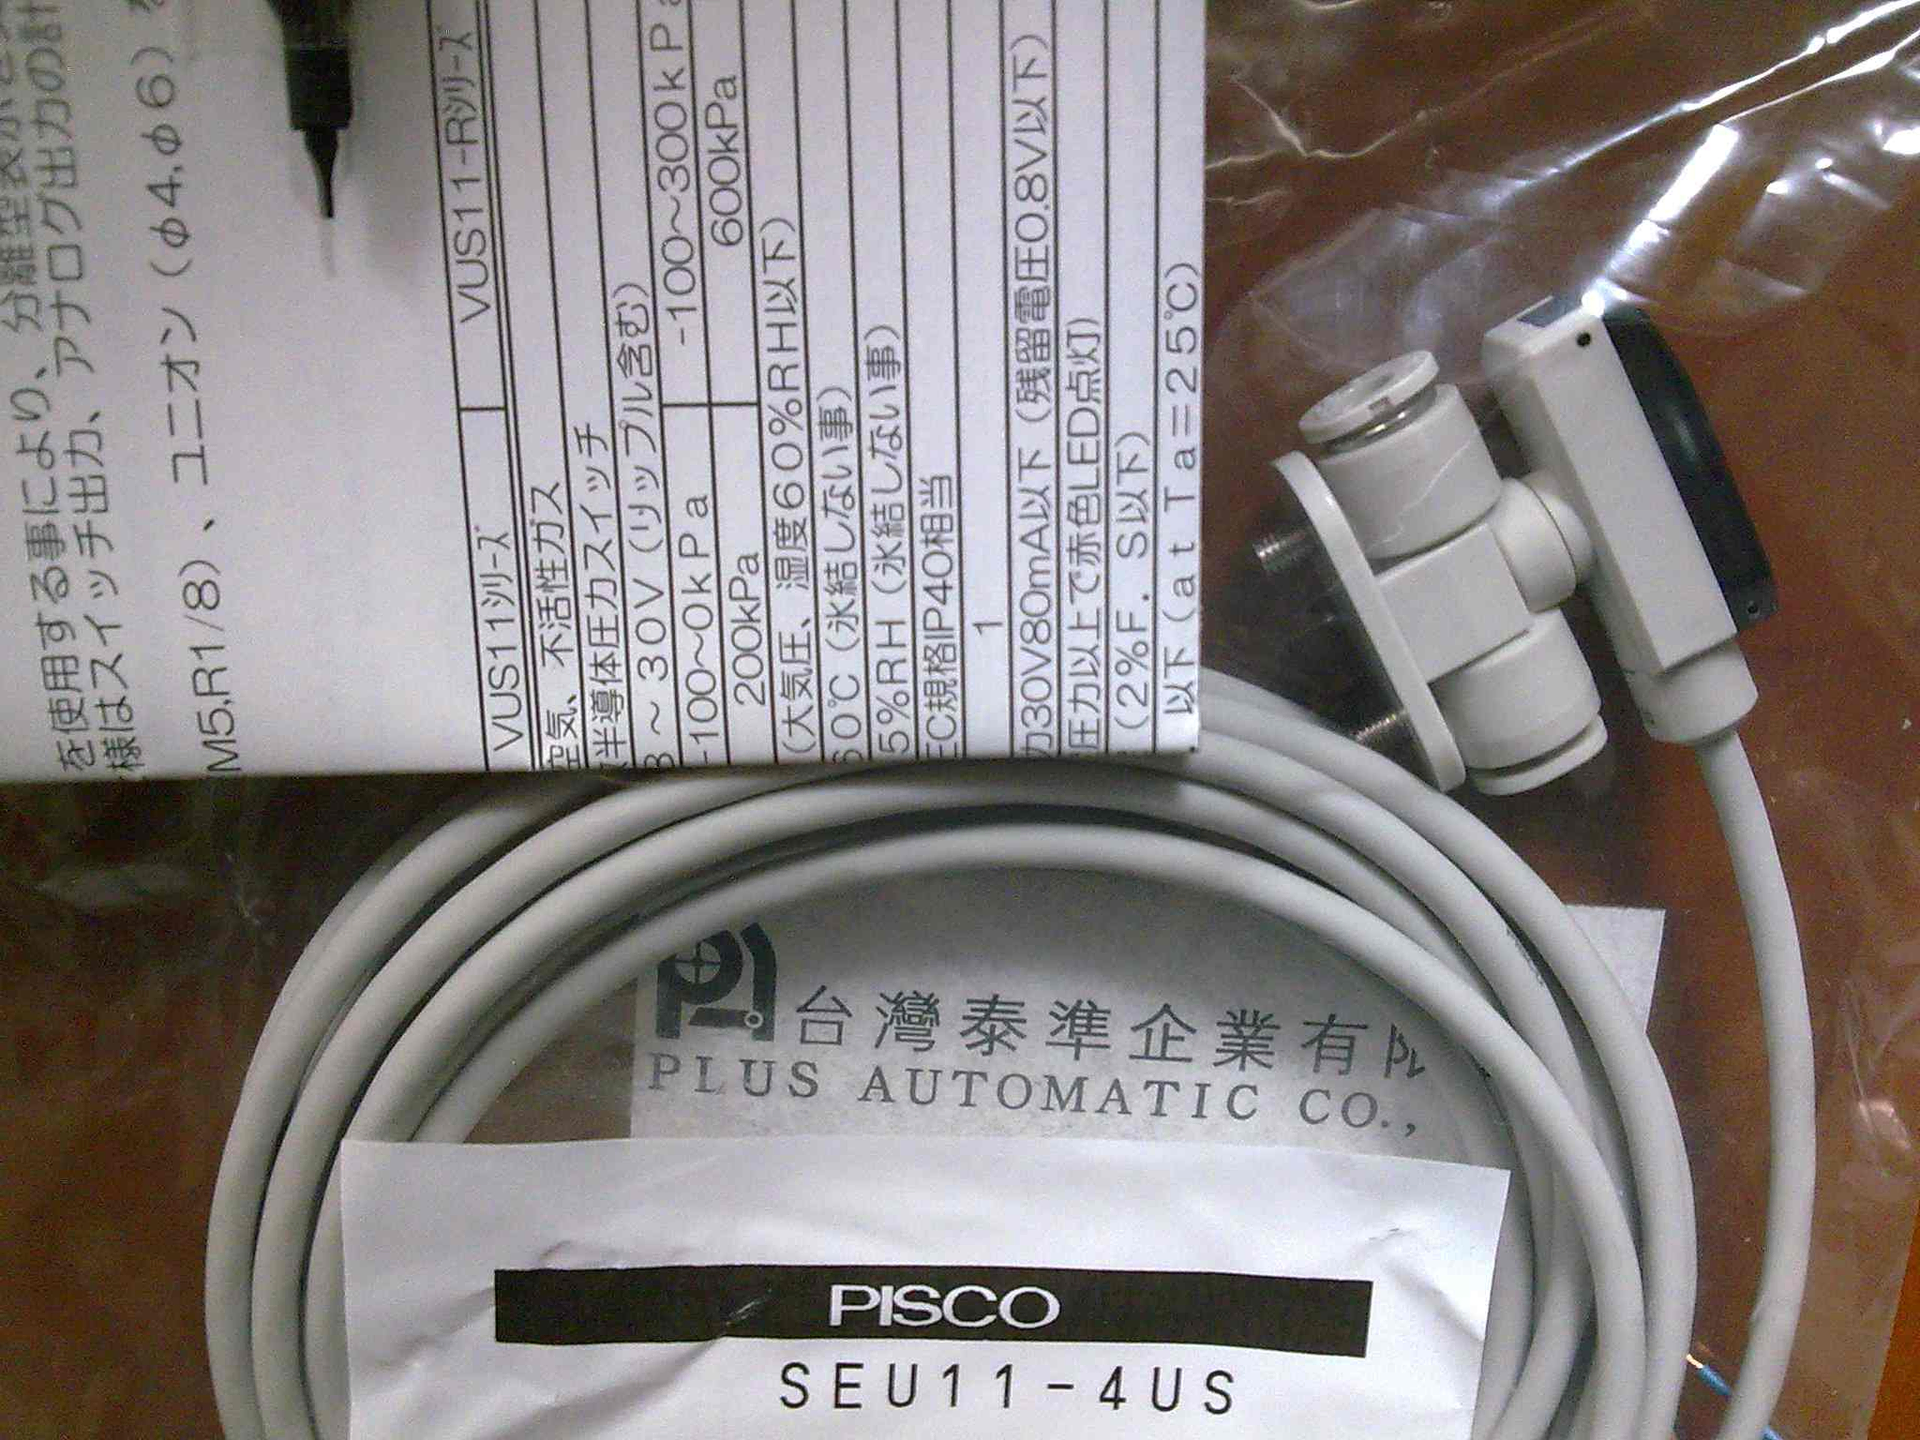 を使用する事により、分離型表示
様はスイッチ出力、アナログ出力の計
M5,R1/8）、ユニオン（φ4,φ6）
VUS11ｼﾘｰｽﾞ VUS11-Rｼﾘｰｽﾞ
空気、不活性ガス
半導体圧力スイッチ
～30V（リップル含む）
-100～0kPa -100～300kPa
200kPa 600kPa
（大気圧、湿度60%RH以下）
60℃（氷結しない事）
5%RH（氷結しない事）
EC規格IP40相当
1
力30V80mA以下（残留電圧0.8V以下）
圧力以上で赤色LED点灯）
（2%F.S以下）
以下（at Ta=25℃）
台灣泰準企業有限
PLUS AUTOMATIC CO.,
PISCO
SEU11-4US